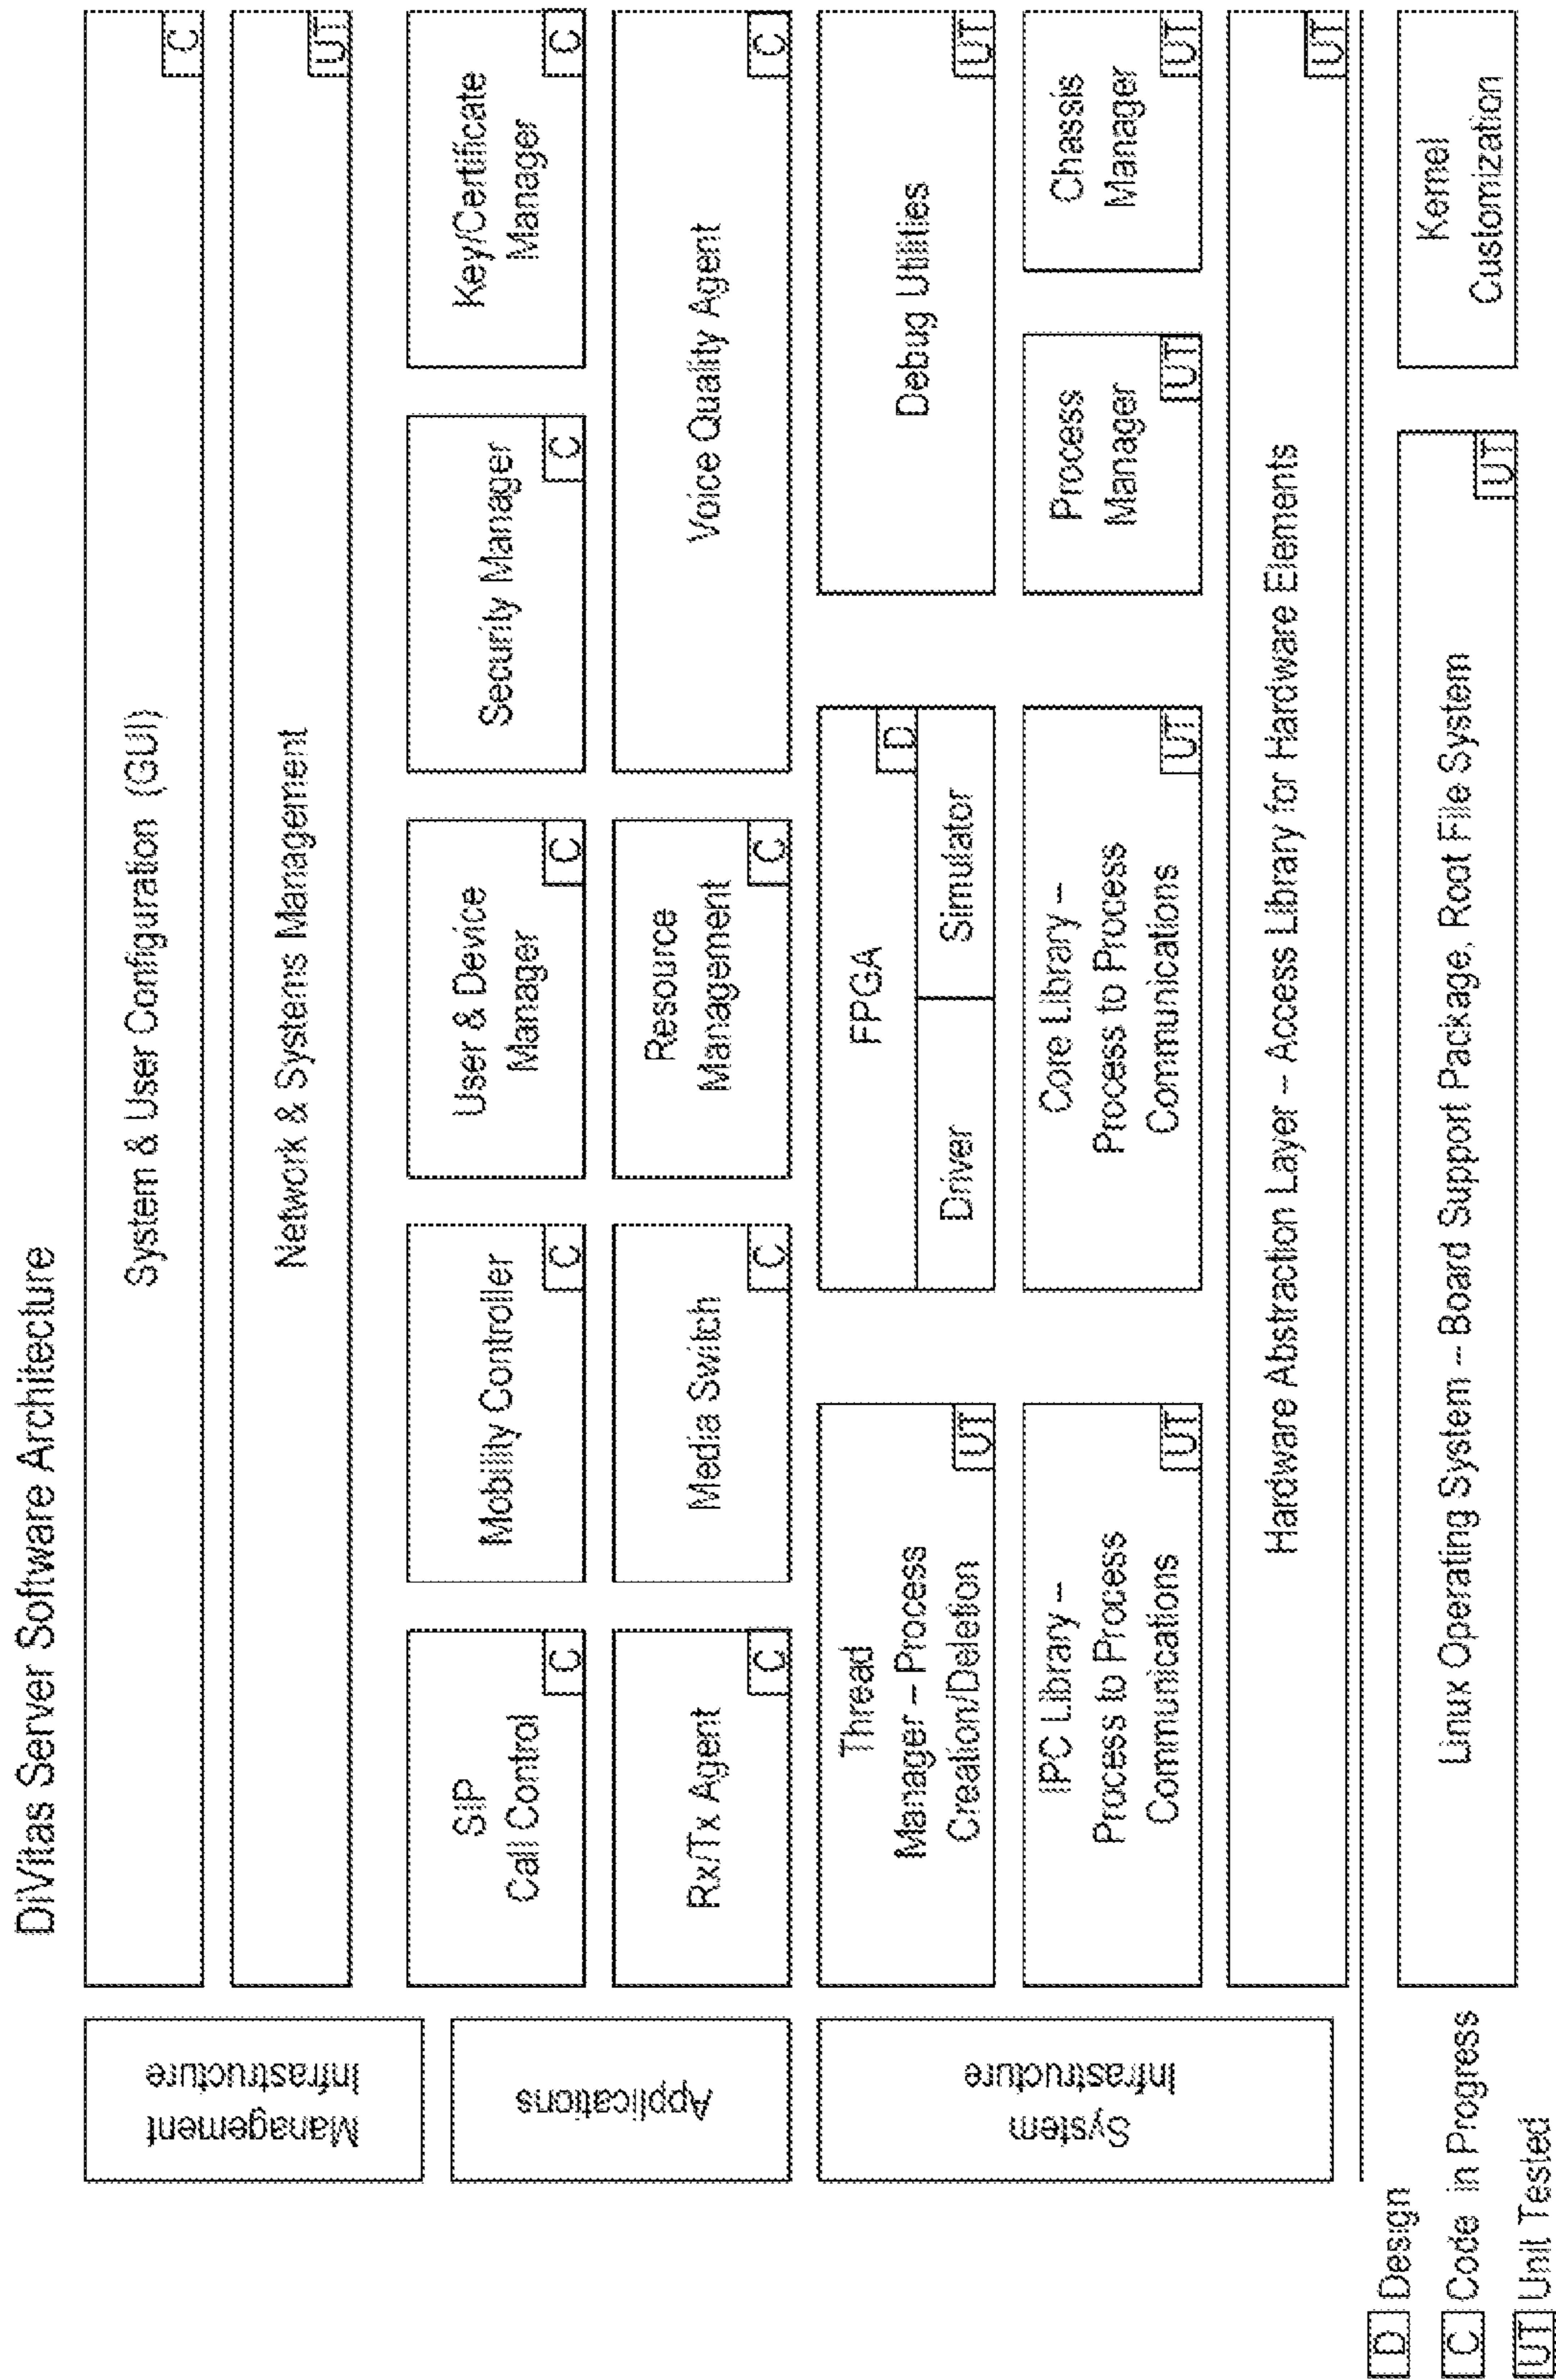 DiVitas Server Software Architecture
Management
Infrastructure
System & User Configuration (GUI)
C
Network & Systems Management
UT
Applications
SIP
Call Control
C
Mobility Controller
C
User & Device
Manager
C
Security Manager
C
Key/Certificate
Manager
C
Rx/Tx Agent
C
Media Switch
C
Resource
Management
C
Voice Quality Agent
C
System
Infrastructure
Thread
Manager – Process
Creation/Deletion
UT
FPGA
D
Driver
Simulator
Debug Utilities
UT
IPC Library –
Process to Process
Communications
UT
Core Library –
Process to Process
Communications
UT
Process
Manager
UT
Chassis
Manager
UT
Hardware Abstraction Layer – Access Library for Hardware Elements
UT
Linux Operating System – Board Support Package, Root File System
UT
Kernel
Customization
D Design
C Code in Progress
UT Unit Tested